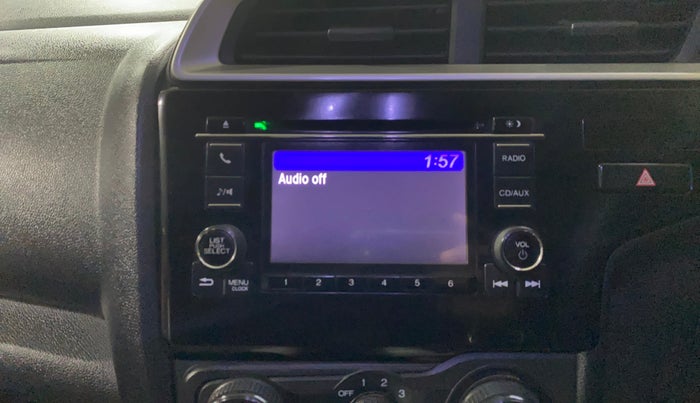 1:57
RADIO
Audio off
CD/AUX
LIST
PUSH
SELECT
VOL
MENU
CLOCK
1 2 3 4 5 6
OFF 1 2 3